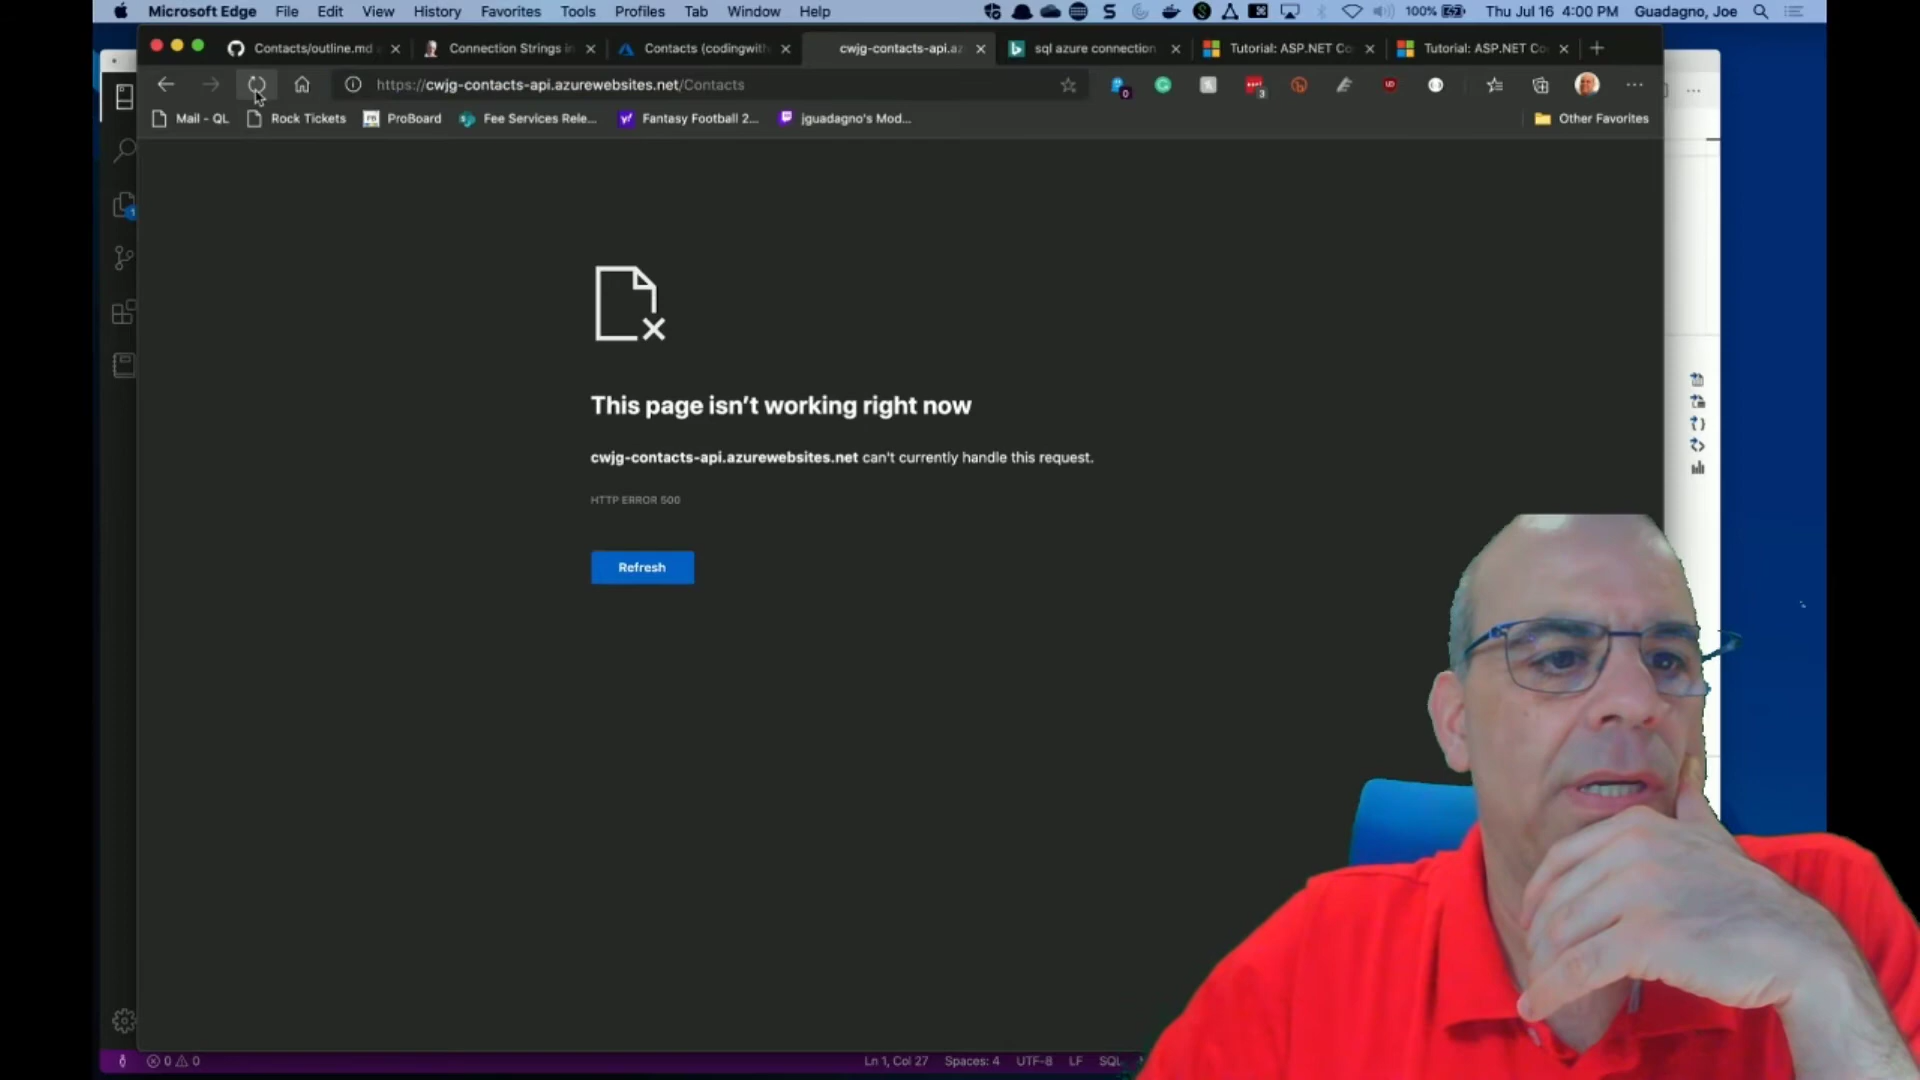 Microsoft Edge File Edit View History Favorites Tools Profiles Tab Window Help 100% Thu Jul 16 4:00 PM Guadagno, Joe
Contacts/outline.md Connection Strings in Contacts (codingwith cwjg-contacts-api.az sql azure connection Tutorial: ASP.NET Co Tutorial: ASP.NET Co
https://cwjg-contacts-api.azurewebsites.net/Contacts
Mail - QL Rock Tickets ProBoard Fee Services Rele... Fantasy Football 2... jguadagno's Mod... Other Favorites
This page isn't working right now
cwjg-contacts-api.azurewebsites.net can't currently handle this request.
HTTP ERROR 500
Refresh
0 0 Ln 1, Col 27 Spaces: 4 UTF-8 LF SQL